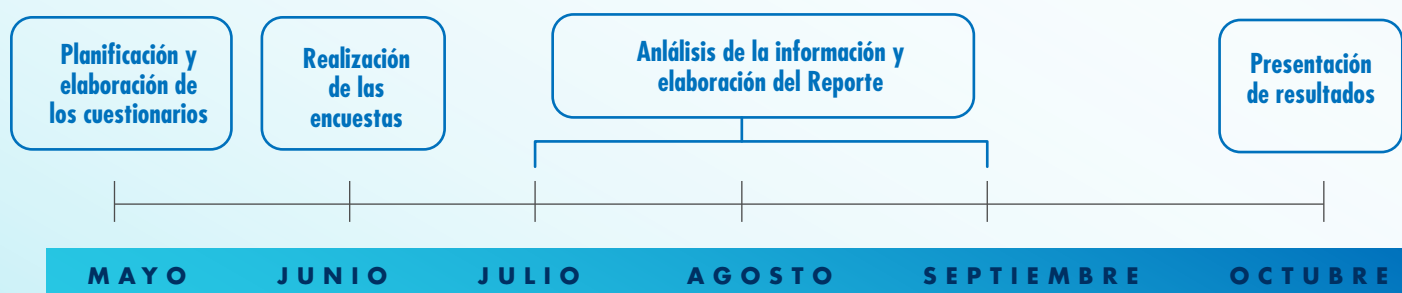 Planificación y
elaboración de
los cuestionarios
Realización
de las
encuestas
Anlálisis de la información y
elaboración del Reporte
Presentación
de resultados
MAYO JUNIO JULIO AGOSTO SEPTIEMBRE OCTUBRE